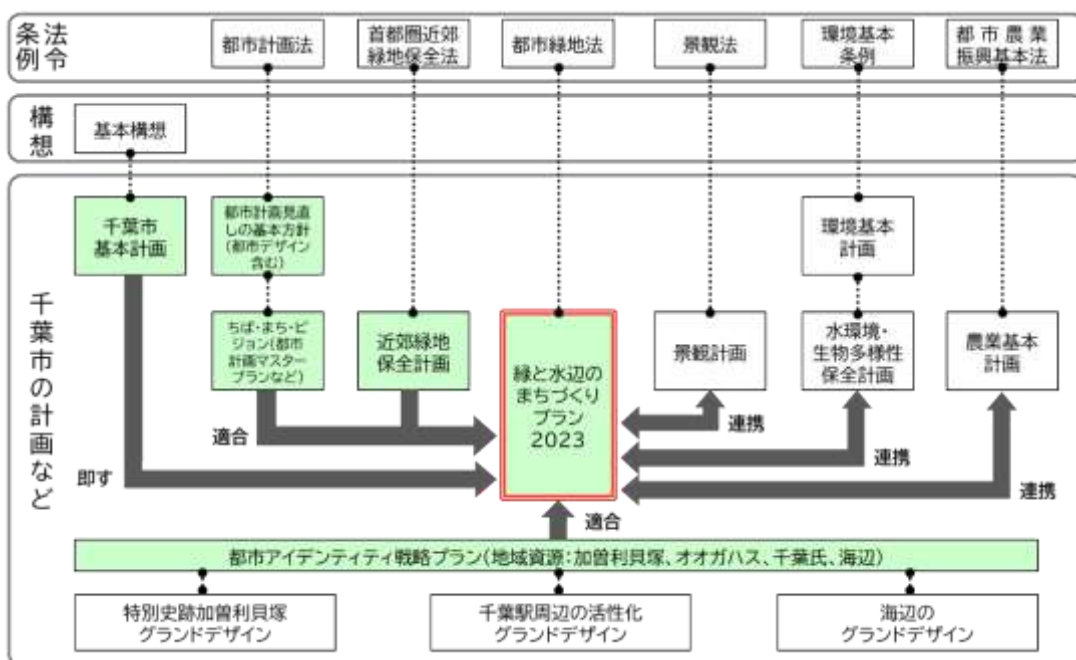 条例
法令
都市計画法
首都圏近郊
緑地保全法
都市緑地法
景観法
環境基本
条例
都市農業
振興基本法
構想
基本構想
千葉市の計画など
千葉市
基本計画
都市計画見直
しの基本方針
(都市デザイン
含む)
環境基本
計画
ちば・まち・ビ
ジョン(都市
計画マスター
プランなど)
近郊緑地
保全計画
緑と水辺の
まちづくり
プラン
2023
景観計画
水環境・
生物多様性
保全計画
農業基本
計画
適合
連携
即す
連携
連携
適合
都市アイデンティティ戦略プラン(地域資源:加曽利貝塚、オオガハス、千葉氏、海辺)
特別史跡加曽利貝塚
グランドデザイン
千葉駅周辺の活性化
グランドデザイン
海辺の
グランドデザイン